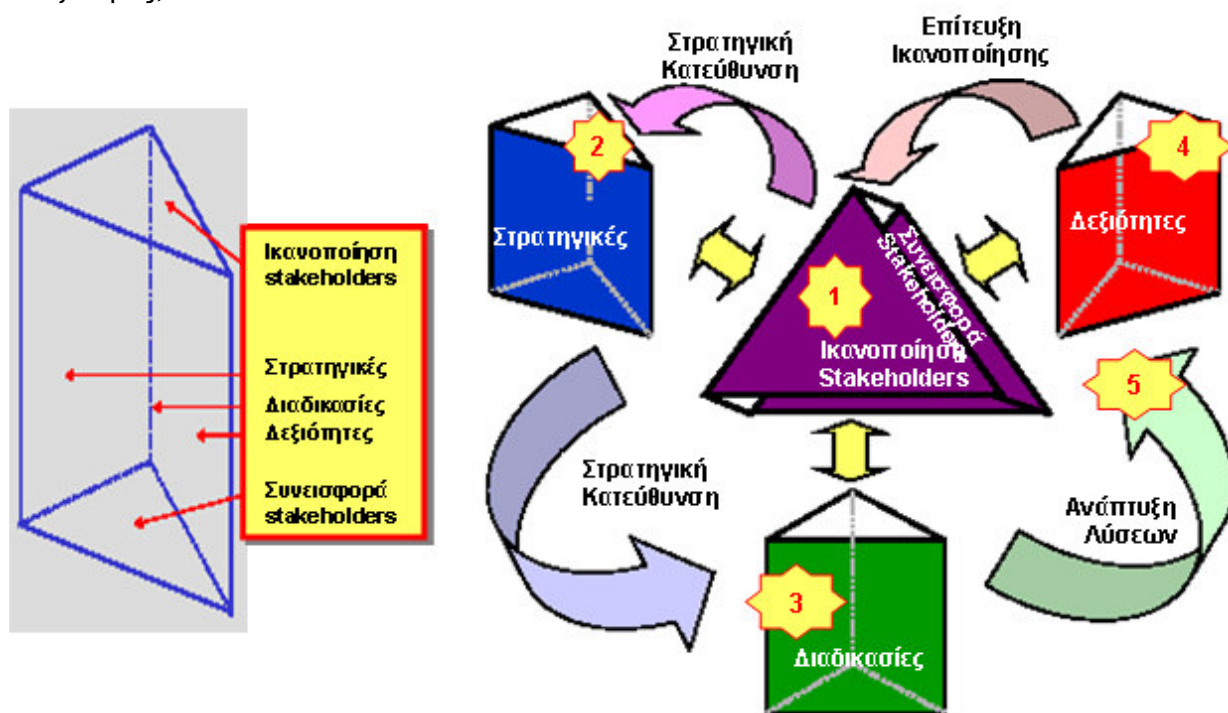 Ικανοποίηση
stakeholders
Στρατηγικές
Διαδικασίες
Δεξιότητες
Συνεισφορά
stakeholders
Στρατηγική
Κατεύθυνση
Επίτευξη
Ικανοποίησης
2
Στρατηγικές
4
Δεξιότητες
1
Συνεισφορά
Stakeholders
Ικανοποίηση
Stakeholders
5
Στρατηγική
Κατεύθυνση
Ανάπτυξη
Λύσεων
3
Διαδικασίες